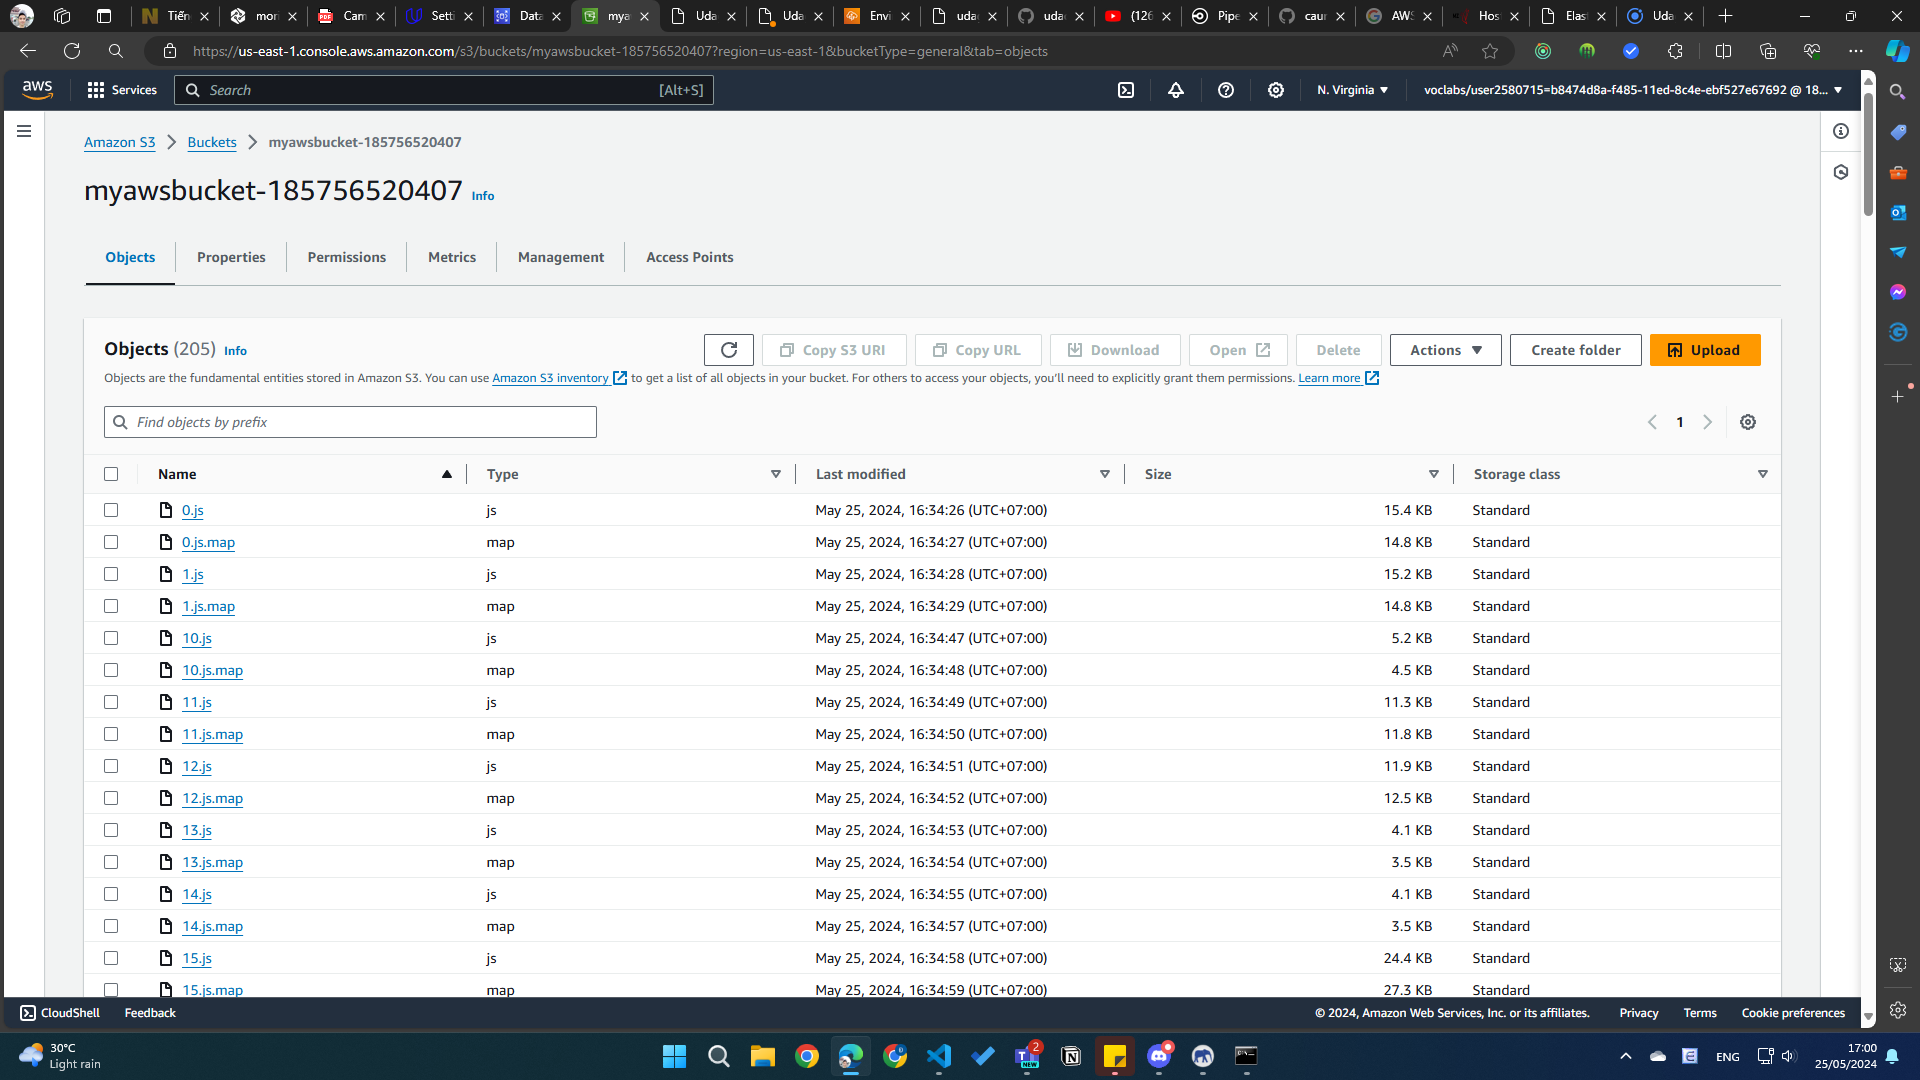 Tiến
mori
Cam
Setti
Data
mya
Uda
Uda
Envi
udac
udac
(126
Pipe
caur
AWS
Host
Elast
Uda
https://us-east-1.console.aws.amazon.com/s3/buckets/myawsbucket-185756520407?region=us-east-1&bucketType=general&tab=objects
aws
Services
Search
[Alt+S]
N. Virginia
voclabs/user2580715=b8474d8a-f485-11ed-8c4e-ebf527e67692 @ 18...
Amazon S3 > Buckets > myawsbucket-185756520407
myawsbucket-185756520407 Info
Objects
Properties
Permissions
Metrics
Management
Access Points
Objects (205) Info
Copy S3 URI
Copy URL
Download
Open
Delete
Actions
Create folder
Upload
Objects are the fundamental entities stored in Amazon S3. You can use Amazon S3 inventory to get a list of all objects in your bucket. For others to access your objects, you'll need to explicitly grant them permissions. Learn more
Find objects by prefix
1
Name Type Last modified Size Storage class
0.js js May 25, 2024, 16:34:26 (UTC+07:00) 15.4 KB Standard
0.js.map map May 25, 2024, 16:34:27 (UTC+07:00) 14.8 KB Standard
1.js js May 25, 2024, 16:34:28 (UTC+07:00) 15.2 KB Standard
1.js.map map May 25, 2024, 16:34:29 (UTC+07:00) 14.8 KB Standard
10.js js May 25, 2024, 16:34:47 (UTC+07:00) 5.2 KB Standard
10.js.map map May 25, 2024, 16:34:48 (UTC+07:00) 4.5 KB Standard
11.js js May 25, 2024, 16:34:49 (UTC+07:00) 11.3 KB Standard
11.js.map map May 25, 2024, 16:34:50 (UTC+07:00) 11.8 KB Standard
12.js js May 25, 2024, 16:34:51 (UTC+07:00) 11.9 KB Standard
12.js.map map May 25, 2024, 16:34:52 (UTC+07:00) 12.5 KB Standard
13.js js May 25, 2024, 16:34:53 (UTC+07:00) 4.1 KB Standard
13.js.map map May 25, 2024, 16:34:54 (UTC+07:00) 3.5 KB Standard
14.js js May 25, 2024, 16:34:55 (UTC+07:00) 4.1 KB Standard
14.js.map map May 25, 2024, 16:34:57 (UTC+07:00) 3.5 KB Standard
15.js js May 25, 2024, 16:34:58 (UTC+07:00) 24.4 KB Standard
15.js.map map May 25, 2024, 16:34:59 (UTC+07:00) 27.3 KB Standard
CloudShell
Feedback
© 2024, Amazon Web Services, Inc. or its affiliates.
Privacy
Terms
Cookie preferences
30°C
Light rain
2
NEW
ENG
17:00
25/05/2024